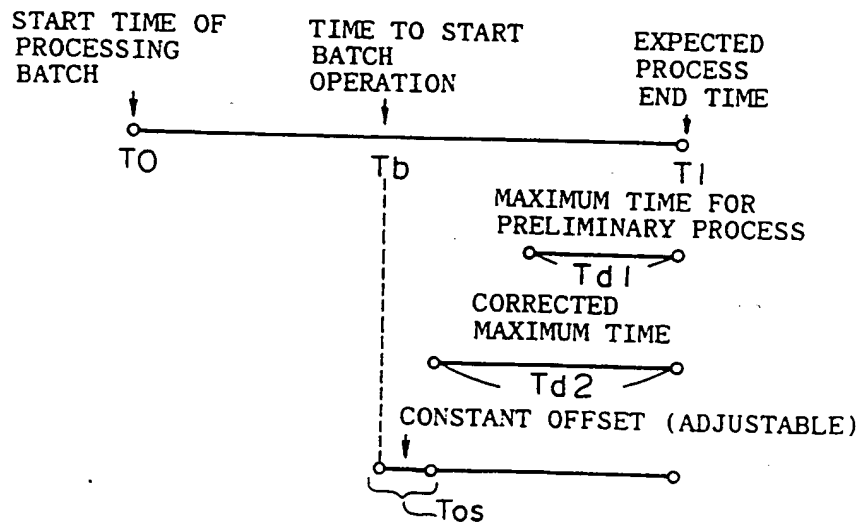 START TIME OF
PROCESSING
BATCH
TIME TO START
BATCH
OPERATION
EXPECTED
PROCESS
END TIME
T0
Tb
T1
MAXIMUM TIME FOR
PRELIMINARY PROCESS
Td1
CORRECTED
MAXIMUM TIME
Td2
CONSTANT OFFSET (ADJUSTABLE)
Tos